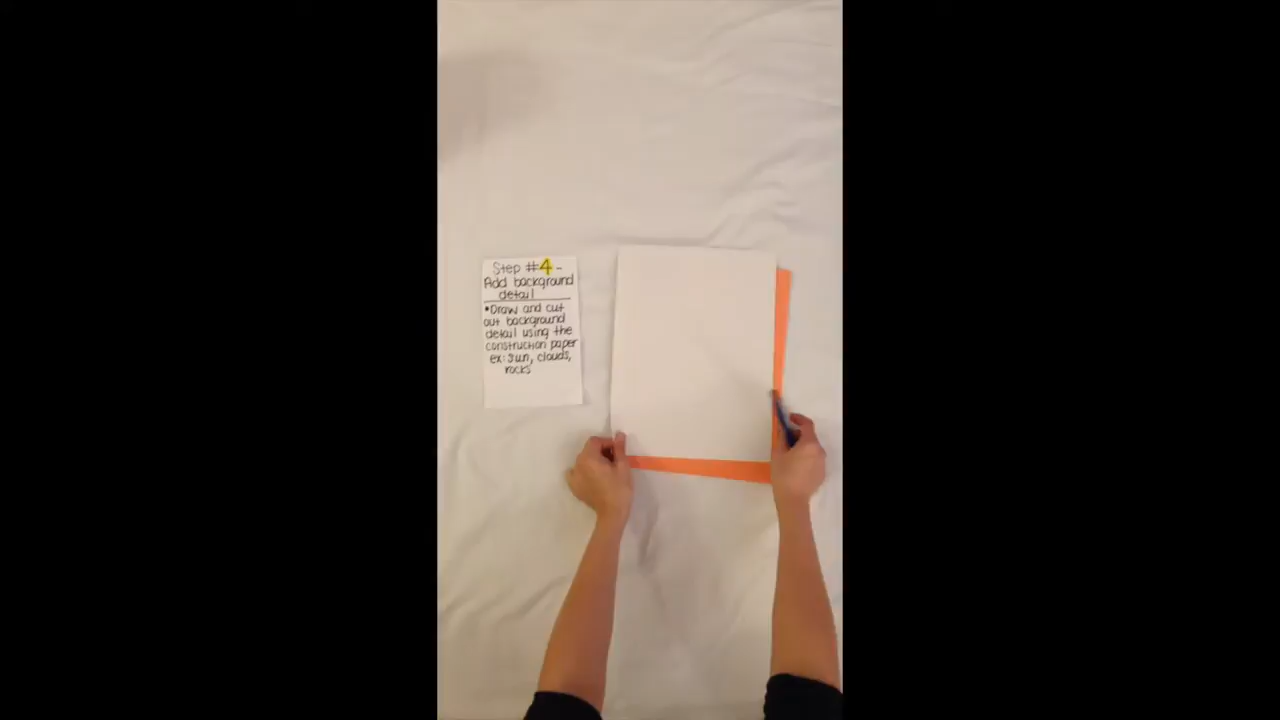 Step #4 -
Add background
detail
• Draw and cut
out background
detail using the
construction paper
ex: sun, clouds,
rocks